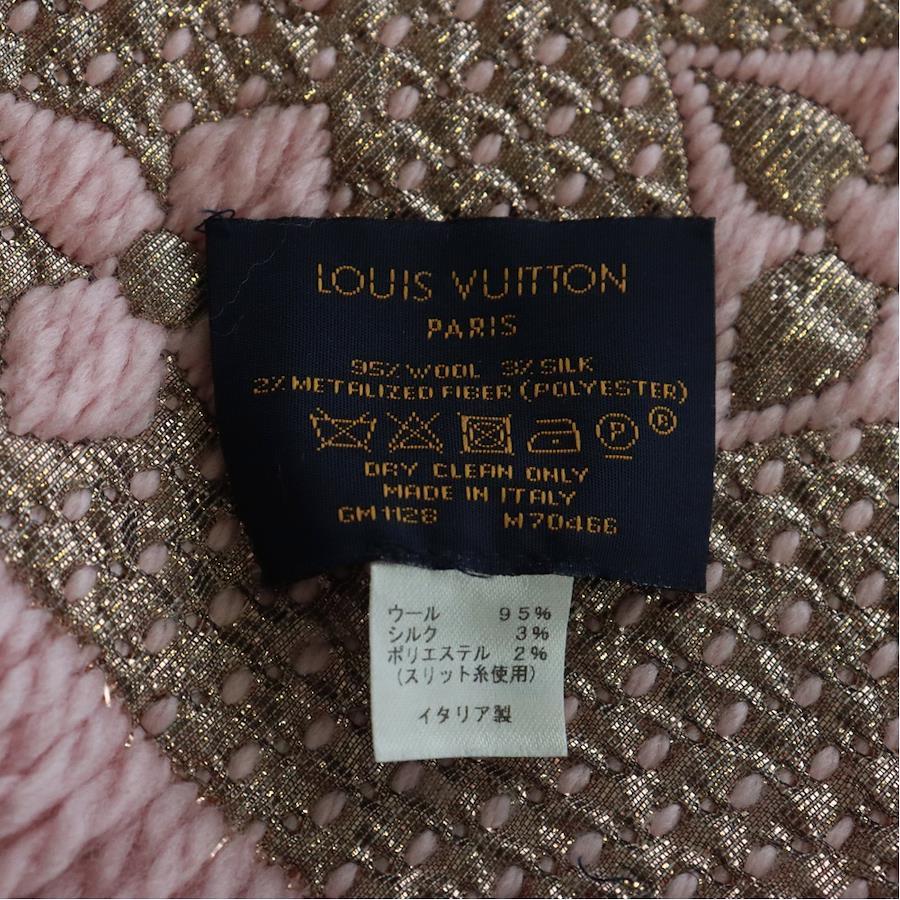 LOUIS VUITTON
PARIS
95% WOOL 3% SILK
2% METALIZED FIBER (POLYESTER)
P ®
DRY CLEAN ONLY
MADE IN ITALY
GM1128 M70466
ウール 95%
シルク 3%
ポリエステル 2%
(スリット糸使用)
イタリア製